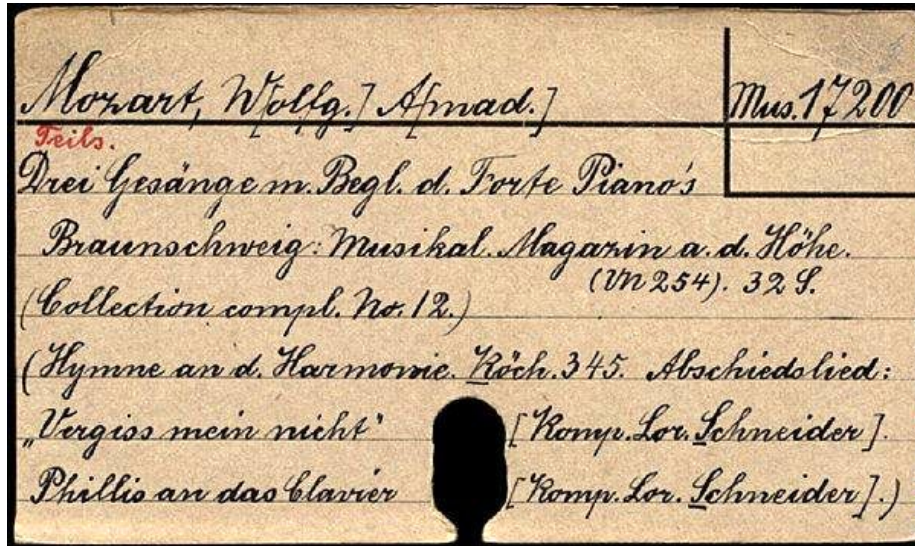 Mozart, W[olfg.] A[mad.]
Mus. 17200
Teils.
Drei Gesänge m. Begl. d. Forte Piano's
Braunschweig: Musikal. Magazin a. d. Höhe.
(VN 254). 32 S.
(Collection compl. No. 12.)
(Hymne an d. Harmonie. Köch. 345. Abschiedslied:
„Vergiss mein nicht" [Komp. Lor. Schneider].
Phillis an das Clavier [Komp. Lor. Schneider].)